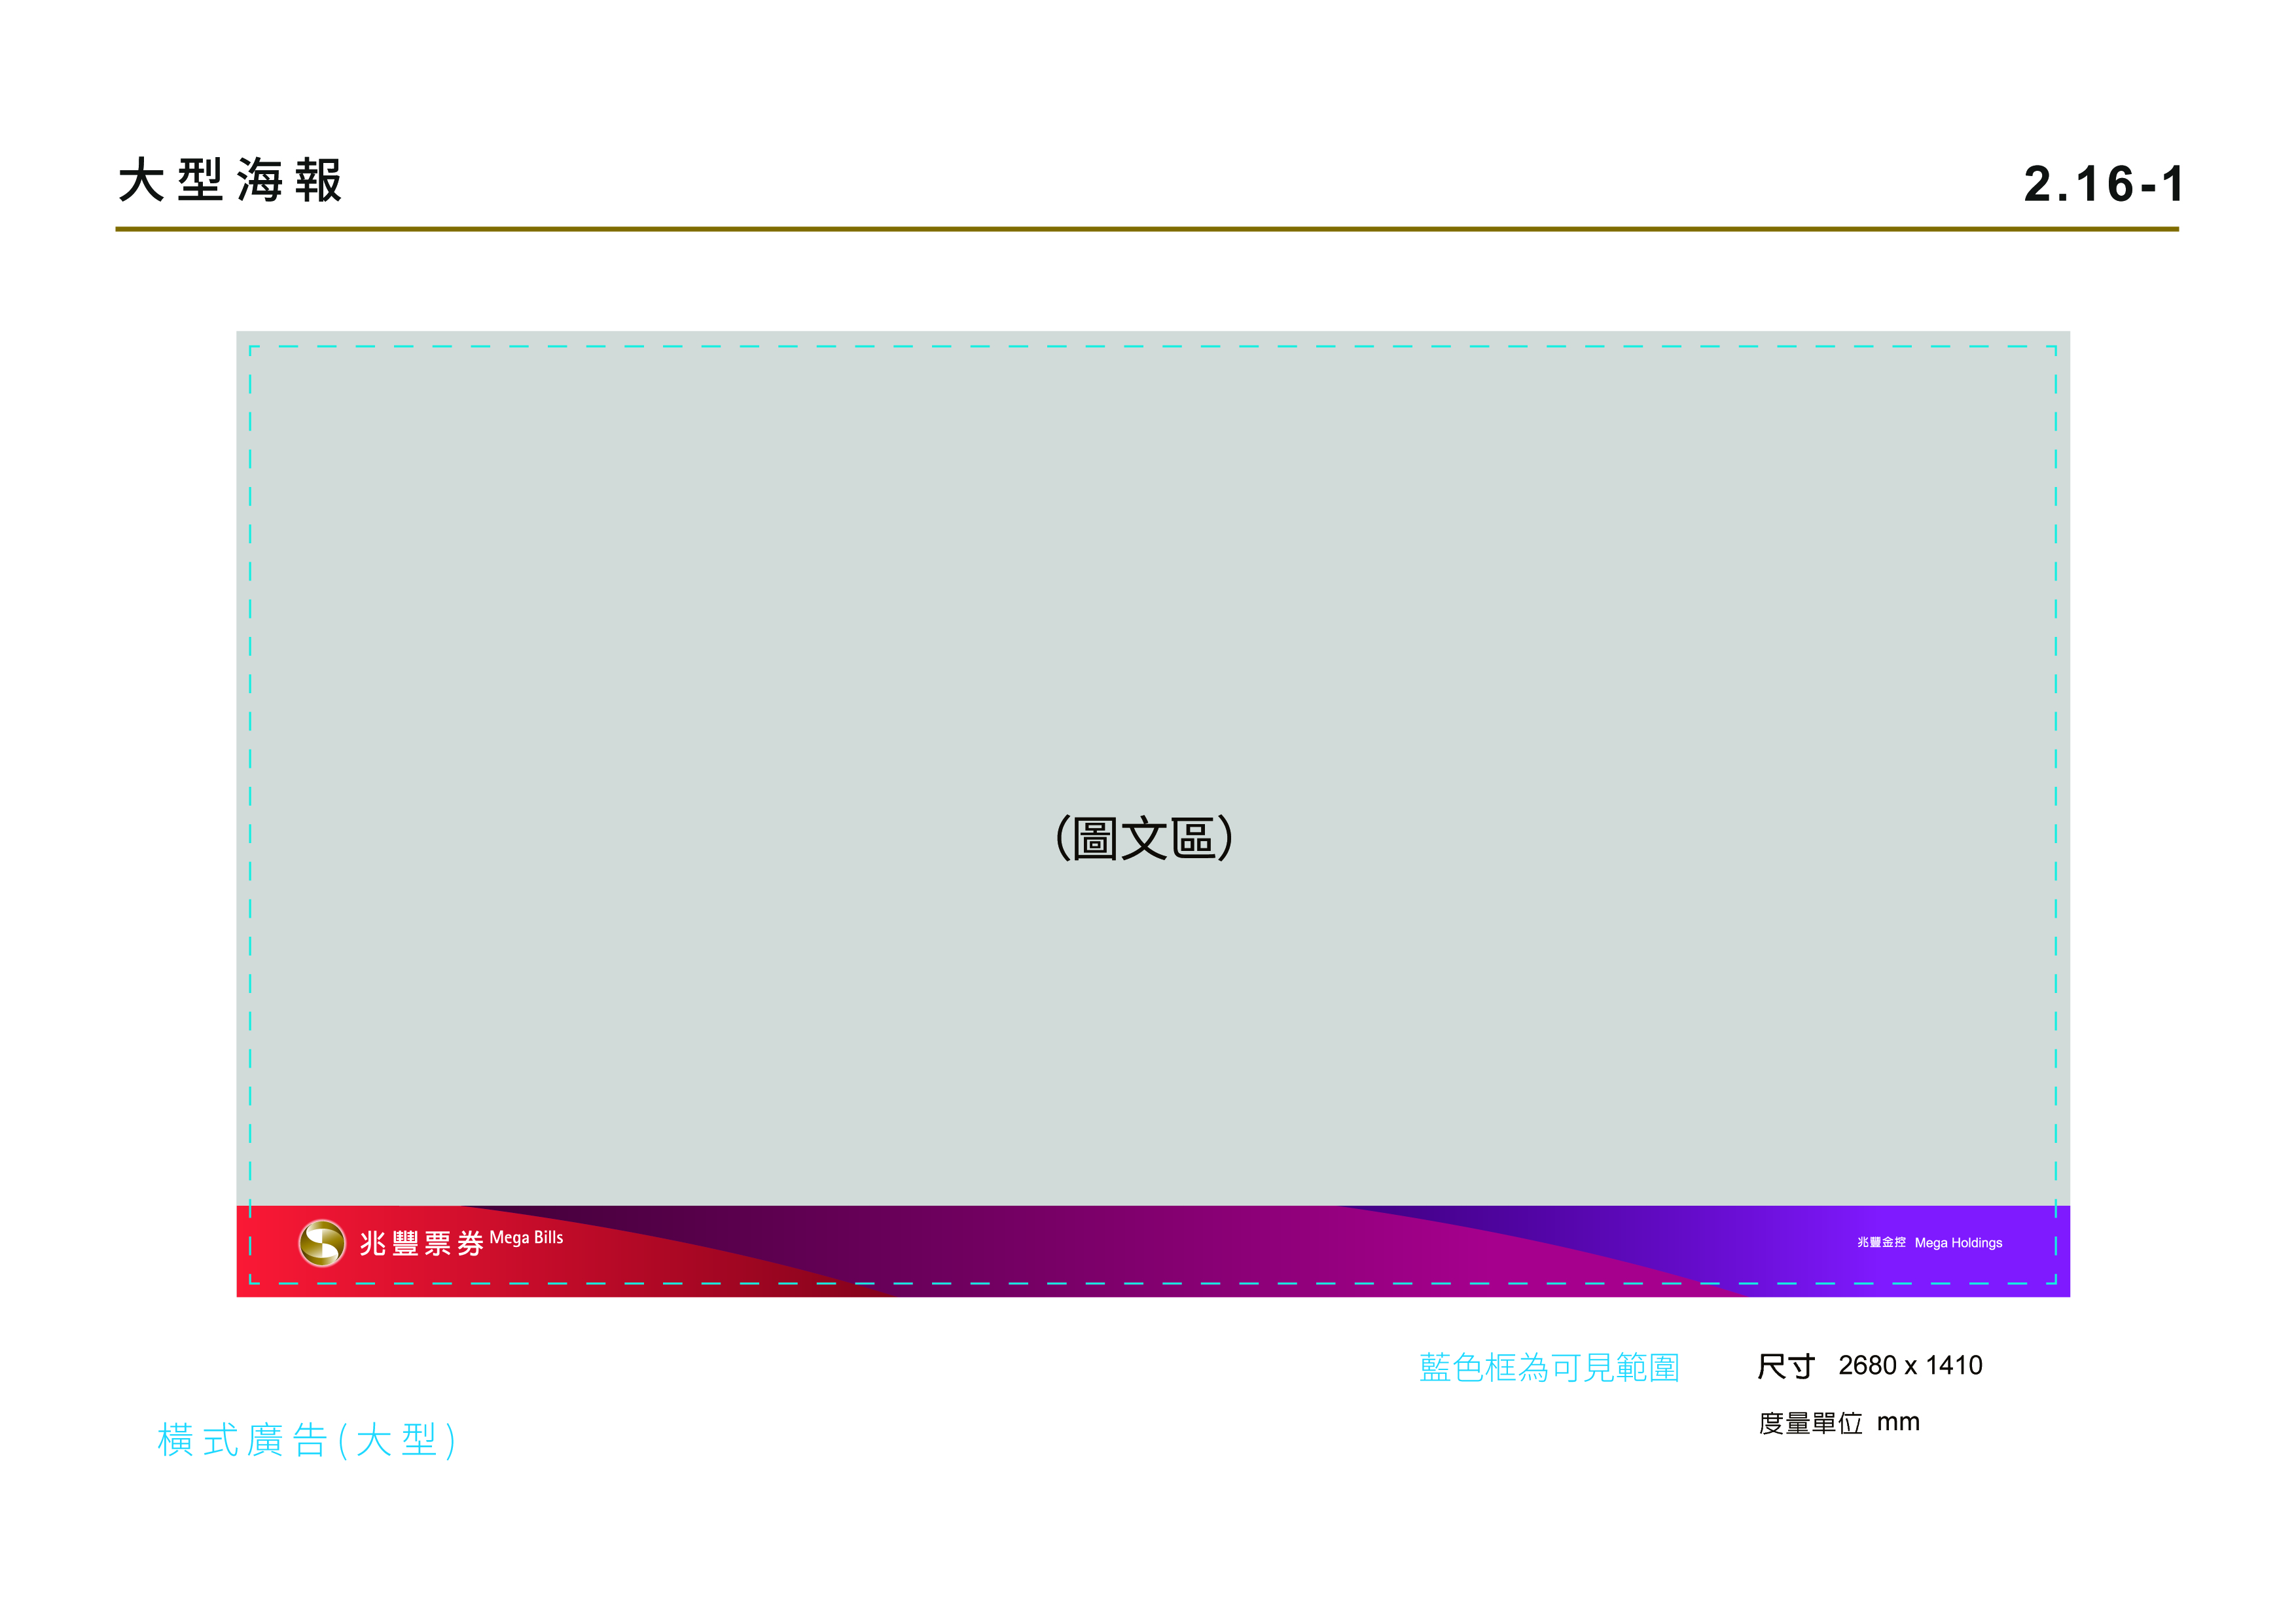 大型海報
2.16-1
(圖文區)
兆豐票券 Mega Bills
兆豐金控 Mega Holdings
藍色框為可見範圍
尺寸 2680 x 1410
度量單位 mm
橫式廣告(大型)